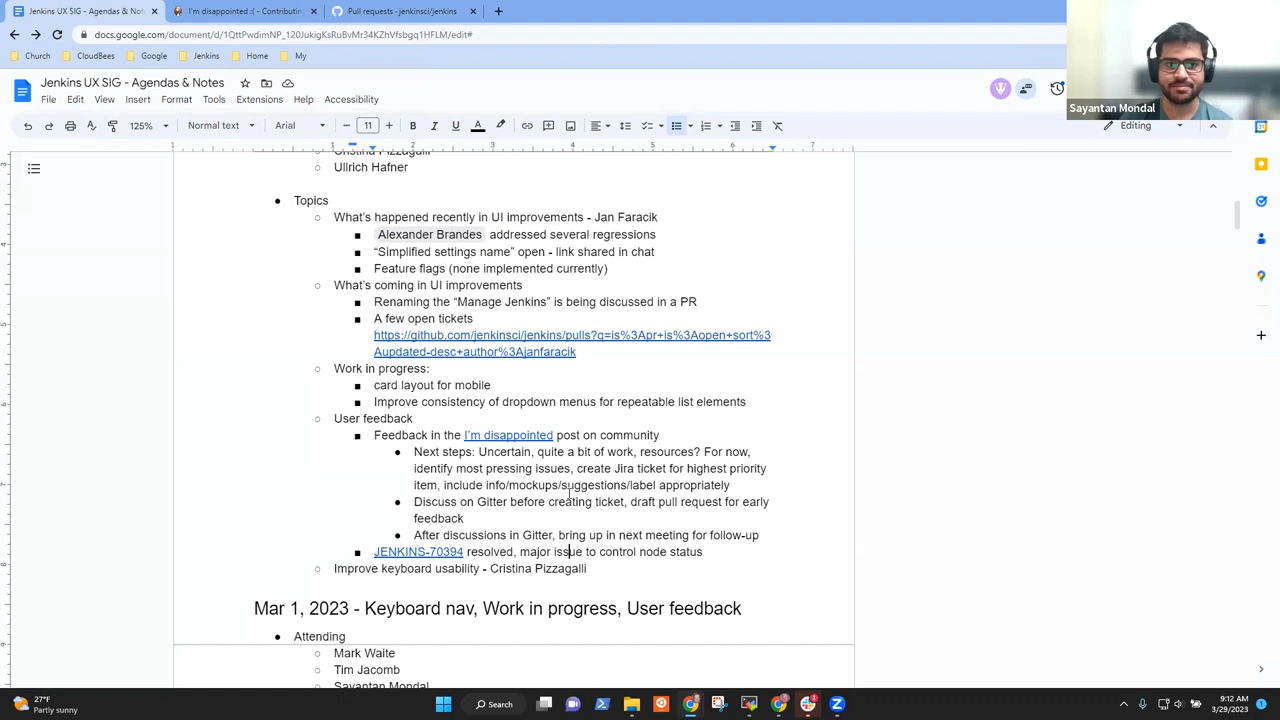 Jenkins UX SIG - Agendas & Notes
I'm disappointed :( - Contributing
Pull requests · jenkinsci/jenkins
docs.google.com/document/d/1QttPwdimNP_120JukigKsRuBvMr34KZhVfsbgq1HFLM/edit#
Church CloudBees Google Jenkins Home My
Jenkins UX SIG - Agendas & Notes
File Edit View Insert Format Tools Extensions Help Accessibility
Sayantan Mondal
125% Normal text Arial 11 Editing
1 1 2 3 4 5 6 7
Ullrich Hafner
Topics
What's happened recently in UI improvements - Jan Faracik
Alexander Brandes addressed several regressions
“Simplified settings name” open - link shared in chat
Feature flags (none implemented currently)
What's coming in UI improvements
Renaming the “Manage Jenkins” is being discussed in a PR
A few open tickets
https://github.com/jenkinsci/jenkins/pulls?q=is%3Apr+is%3Aopen+sort%3
Aupdated-desc+author%3Ajanfaracik
Work in progress:
card layout for mobile
Improve consistency of dropdown menus for repeatable list elements
User feedback
Feedback in the I'm disappointed post on community
Next steps: Uncertain, quite a bit of work, resources? For now,
identify most pressing issues, create Jira ticket for highest priority
item, include info/mockups/suggestions/label appropriately
Discuss on Gitter before creating ticket, draft pull request for early
feedback
After discussions in Gitter, bring up in next meeting for follow-up
JENKINS-70394 resolved, major issue to control node status
Improve keyboard usability - Cristina Pizzagalli
Mar 1, 2023 - Keyboard nav, Work in progress, User feedback
Attending
Mark Waite
Tim Jacomb
Sayantan Mondal
27°F
Partly sunny
Search
9:12 AM
3/29/2023